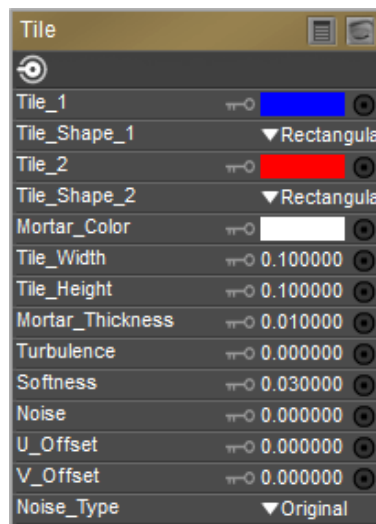 Tile
Tile_1
Tile_Shape_1 Rectangula
Tile_2
Tile_Shape_2 Rectangula
Mortar_Color
Tile_Width 0.100000
Tile_Height 0.100000
Mortar_Thickness 0.010000
Turbulence 0.000000
Softness 0.030000
Noise 0.000000
U_Offset 0.000000
V_Offset 0.000000
Noise_Type Original